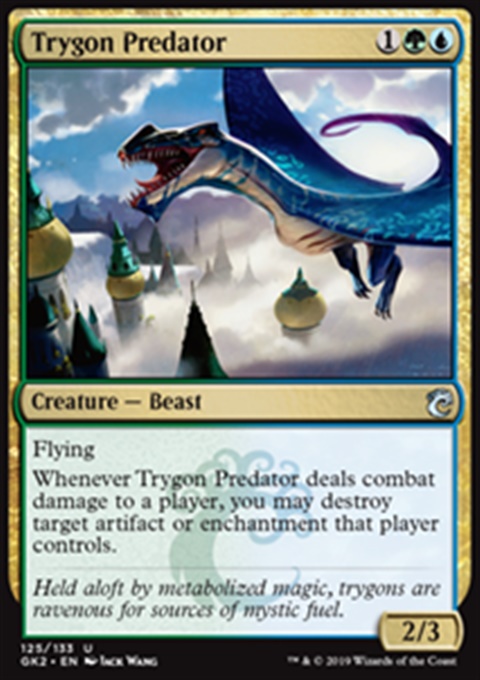 Trygon Predator 1
Creature — Beast
Flying
Whenever Trygon Predator deals combat
damage to a player, you may destroy
target artifact or enchantment that player
controls.
Held aloft by metabolized magic, trygons are
ravenous for sources of mystic fuel.
2/3
125/133 U
GK2 • EN Jack Wang
™ & © 2019 Wizards of the Coast